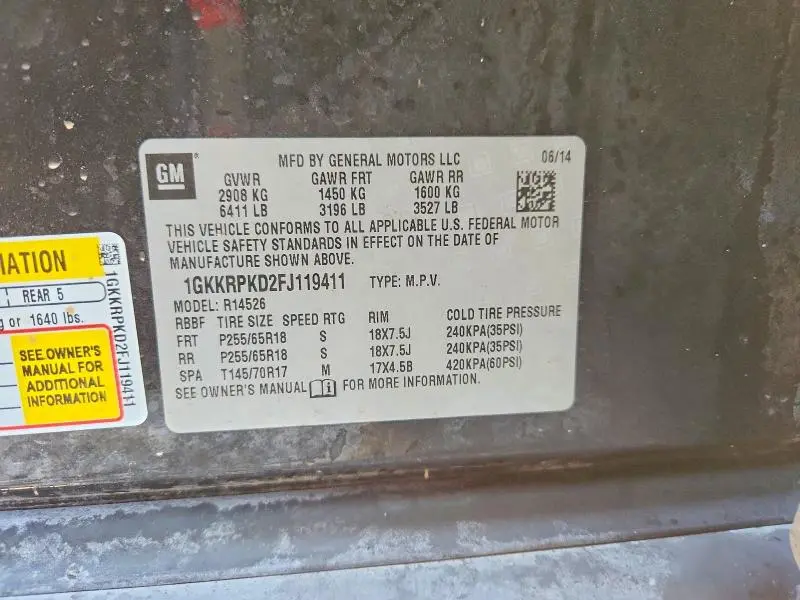 GM
MFD BY GENERAL MOTORS LLC 06/14
GVWR GAWR FRT GAWR RR
2908 KG 1450 KG 1600 KG
6411 LB 3196 LB 3527 LB
THIS VEHICLE CONFORMS TO ALL APPLICABLE U.S. FEDERAL MOTOR
VEHICLE SAFETY STANDARDS IN EFFECT ON THE DATE OF
MANUFACTURE SHOWN ABOVE.
1GKKRPKD2FJ119411 TYPE: M.P.V.
MODEL: R14526
RBBF TIRE SIZE SPEED RTG RIM COLD TIRE PRESSURE
FRT P255/65R18 S 18X7.5J 240KPA(35PSI)
RR P255/65R18 S 18X7.5J 240KPA(35PSI)
SPA T145/70R17 M 17X4.5B 420KPA(60PSI)
SEE OWNER'S MANUAL FOR MORE INFORMATION.
REAR 5
or 1640 lbs.
SEE OWNER'S
MANUAL FOR
ADDITIONAL
INFORMATION
1GKKRPKD2FJ119411